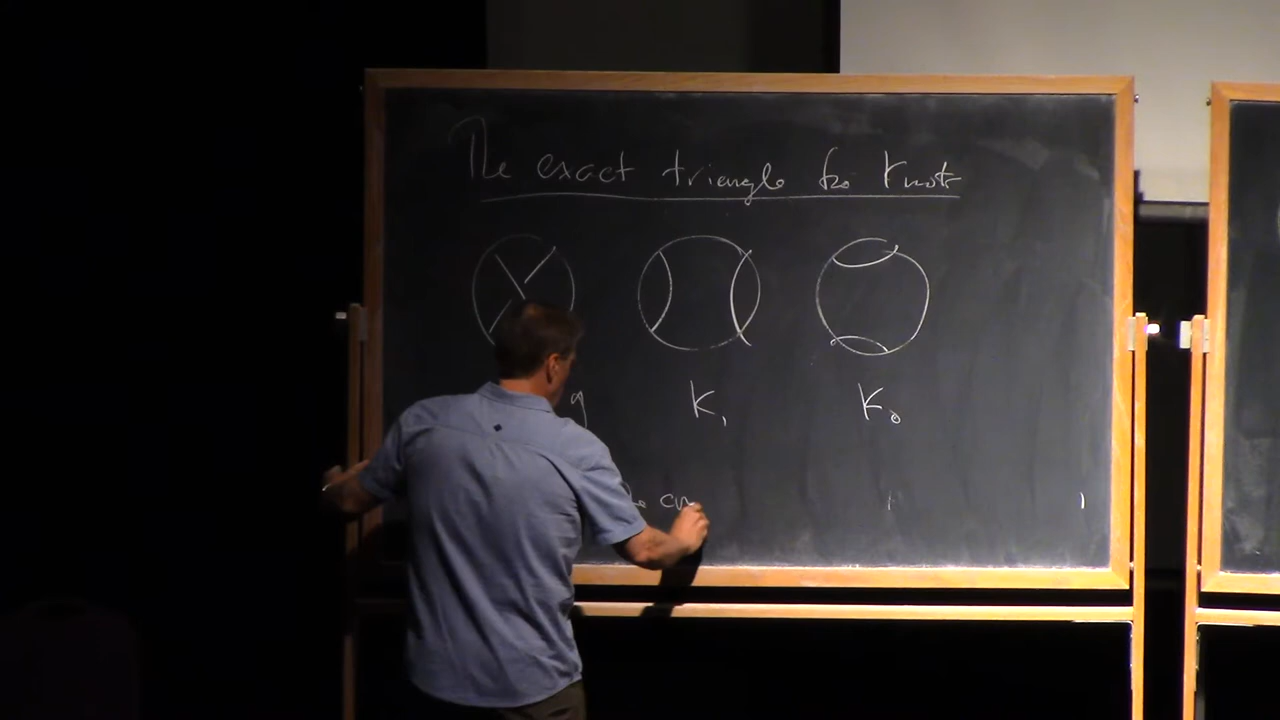 The exact triangle for knots
K₁ K₀